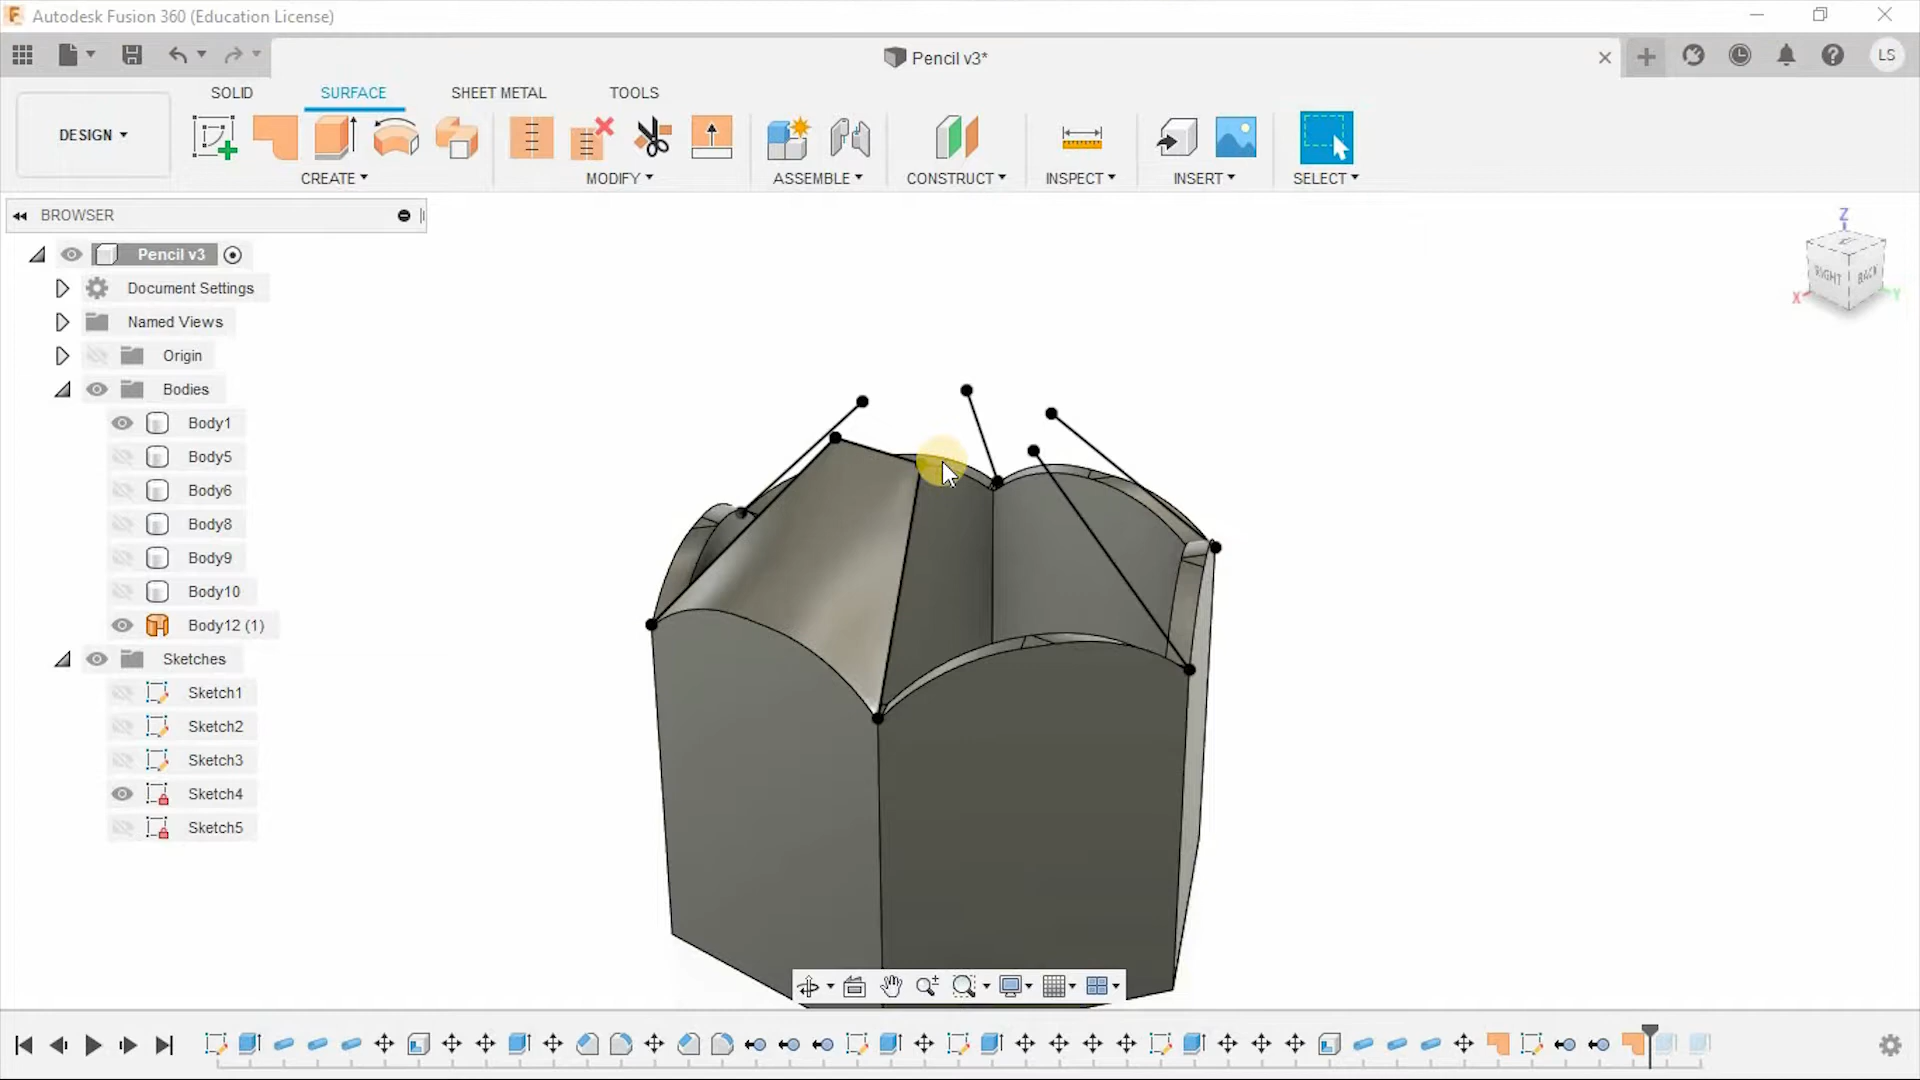 Autodesk Fusion 360 (Education License)
Pencil v3*
LS
SOLID
SURFACE
SHEET METAL
TOOLS
DESIGN
CREATE
MODIFY
ASSEMBLE
CONSTRUCT
INSPECT
INSERT
SELECT
BROWSER
Pencil v3
Document Settings
Named Views
Origin
Bodies
Body1
Body5
Body6
Body8
Body9
Body10
Body12 (1)
Sketches
Sketch1
Sketch2
Sketch3
Sketch4
Sketch5
Z
RIGHT
BACK
X
Y